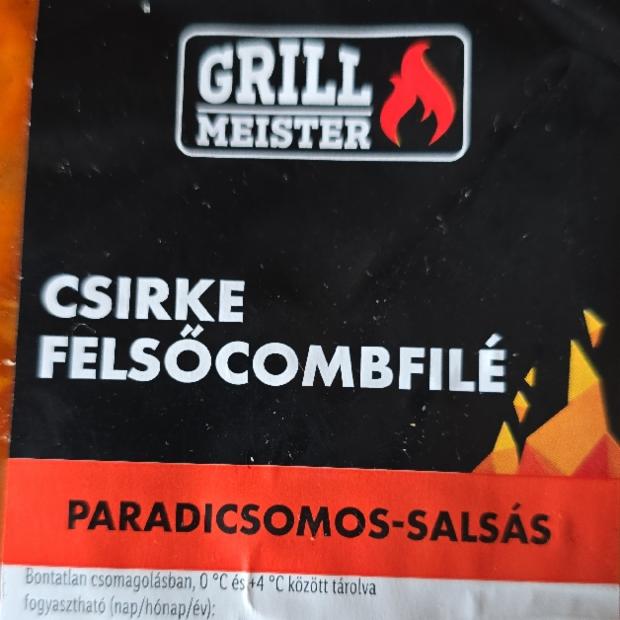 GRILL
MEISTER
CSIRKE
FELSŐCOMBFILÉ
PARADICSOMOS-SALSÁS
Bontatlan csomagolásban, 0 °C és +4 °C között tárolva
fogyasztható (nap/hónap/év):